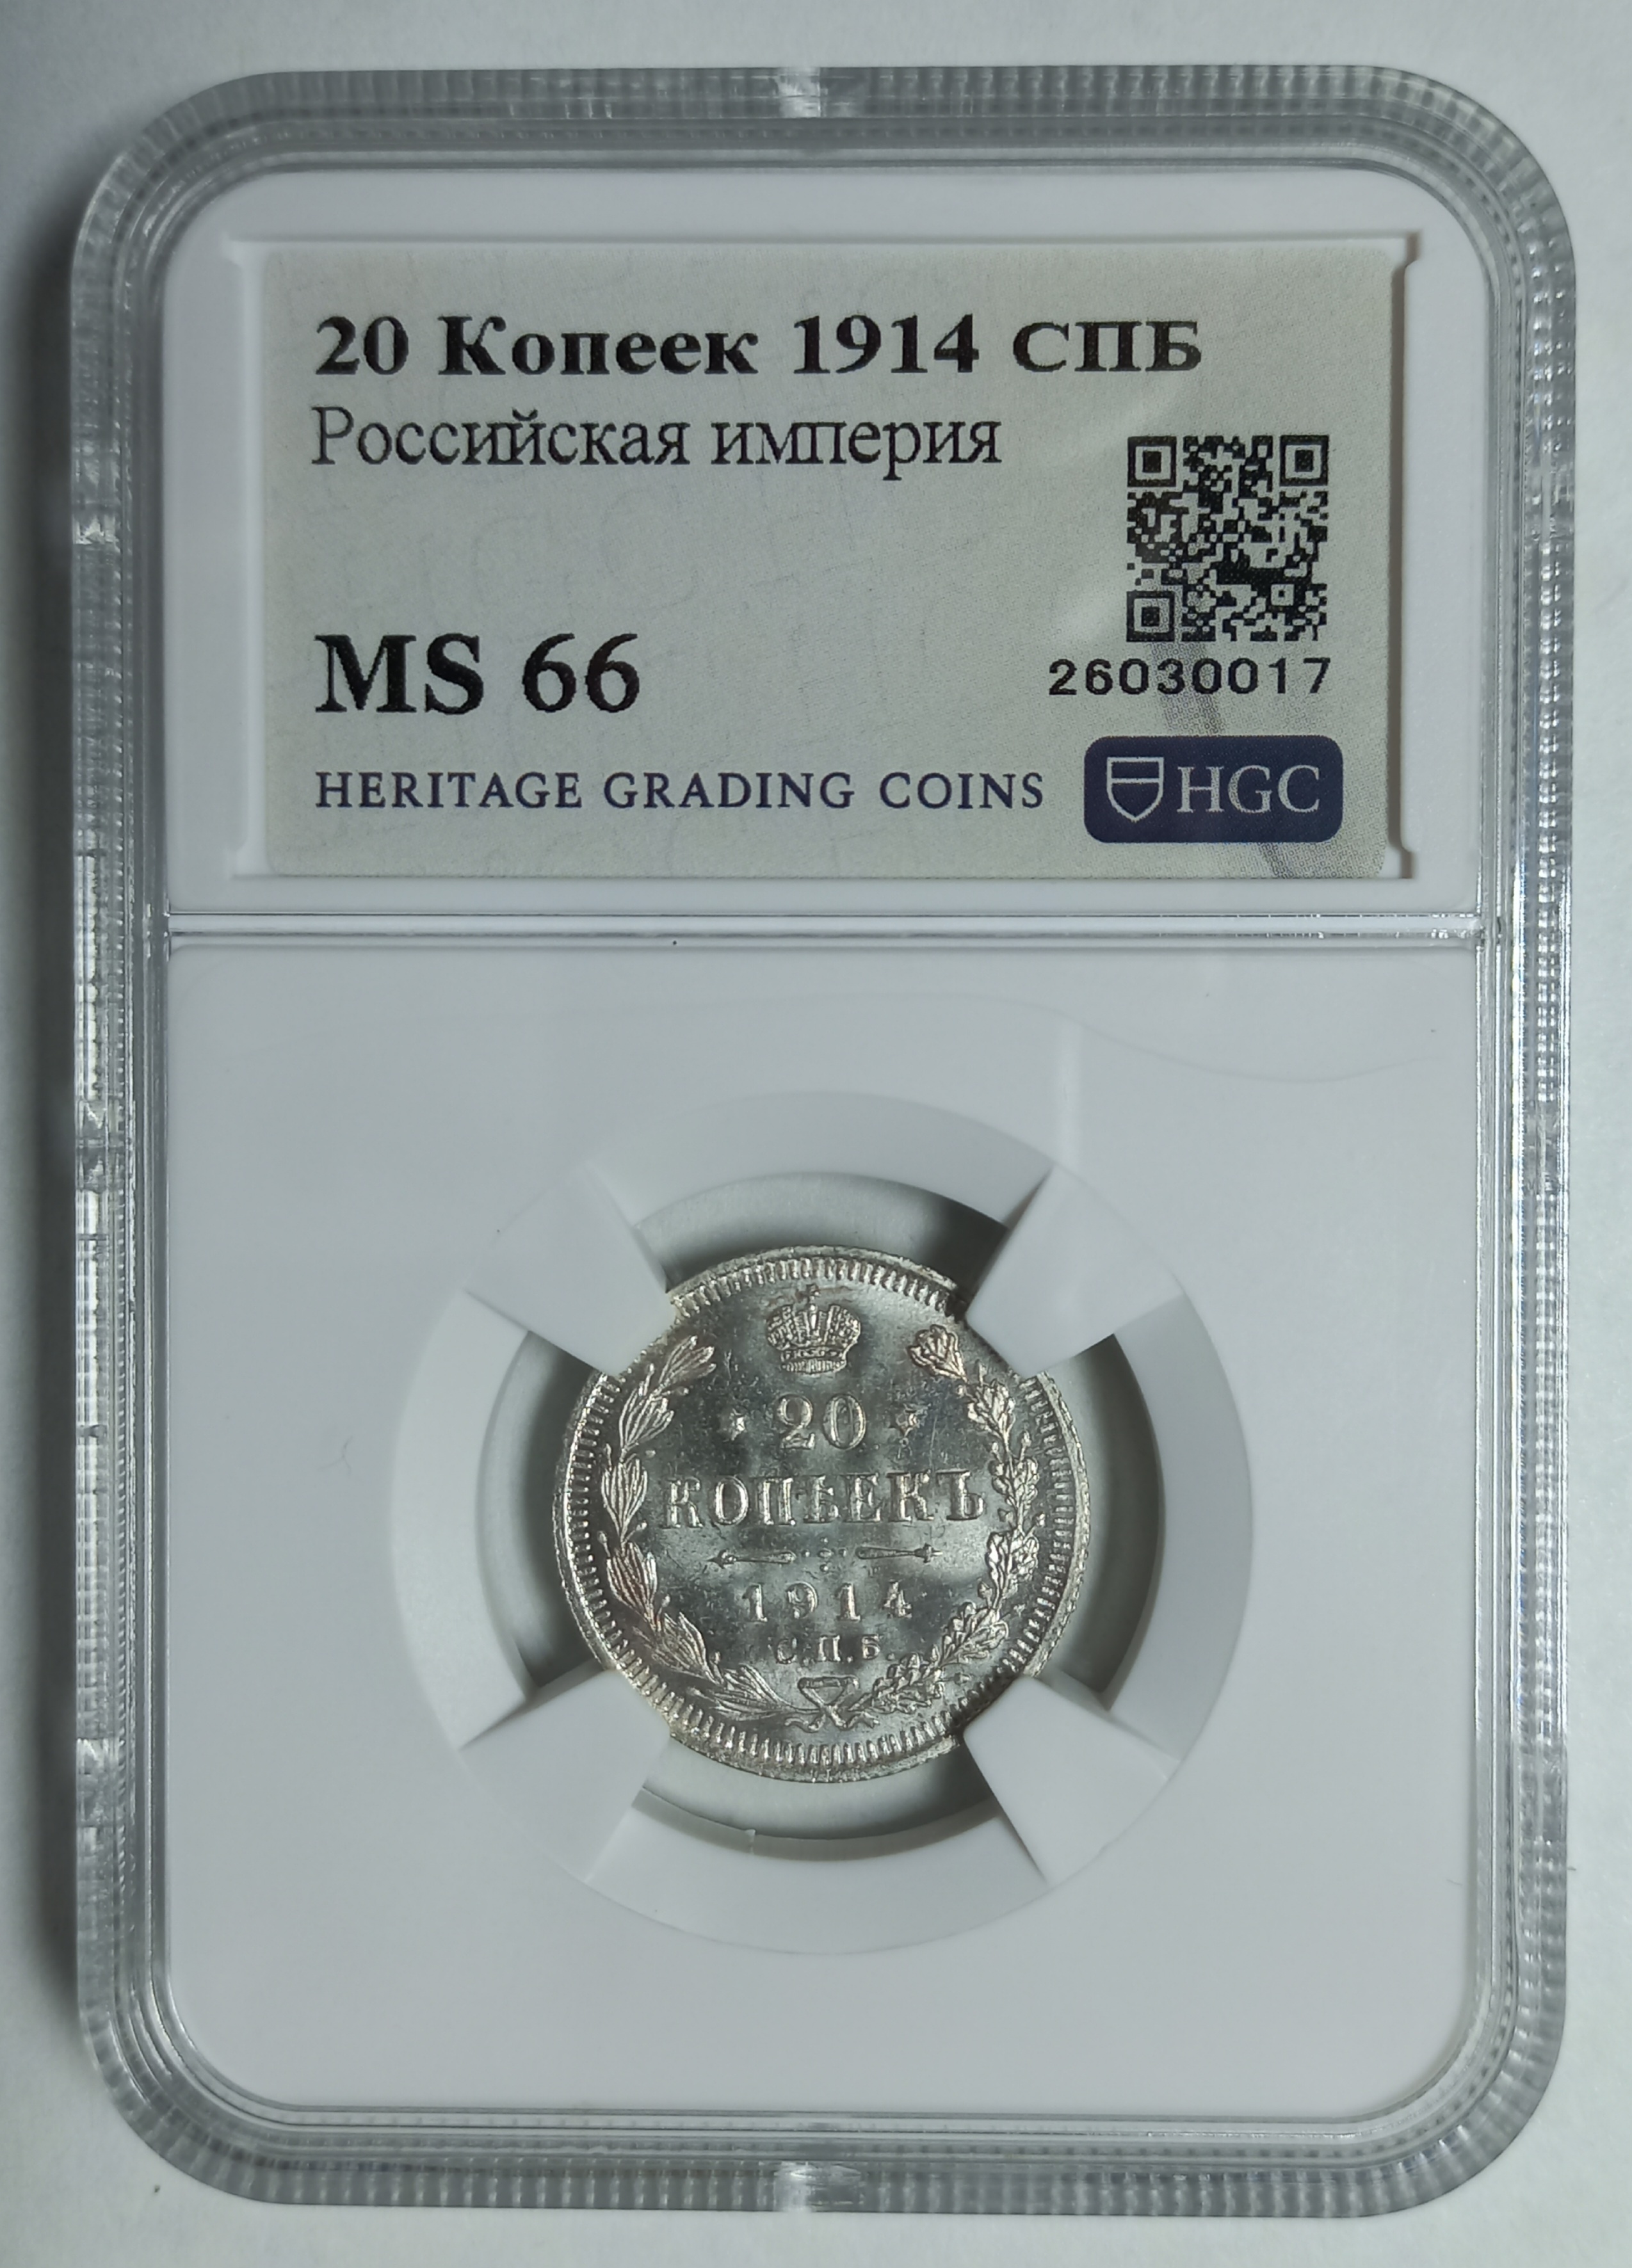 20 Копеек 1914 СПБ
Российская империя
MS 66
26030017
HERITAGE GRADING COINS
HGC
20
КОПѢЕКЪ
1914
С.П.Б.